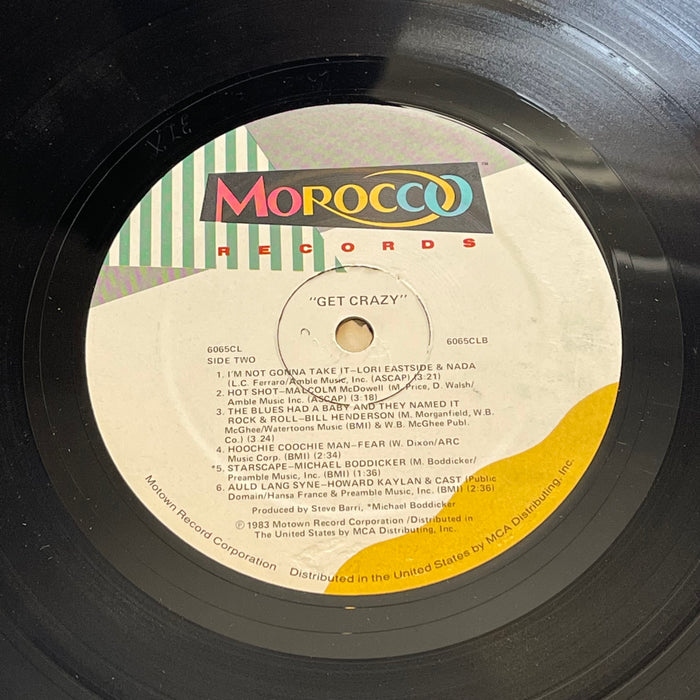 MOROCCO™
RECORDS
"GET CRAZY"
6065CL
6065CLB
SIDE TWO
1. I'M NOT GONNA TAKE IT—LORI EASTSIDE & NADA
(L.C. Ferraro/Amble Music, Inc. (ASCAP) (3:21)
2. HOT SHOT—MALCOLM McDOWELL (M. Price, D. Walsh/
Amble Music Inc. (ASCAP) (3:18)
3. THE BLUES HAD A BABY AND THEY NAMED IT
ROCK & ROLL—BILL HENDERSON (M. Morganfield, W.B.
McGhee/Watertoons Music (BMI) & W.B. McGhee Publ.
Co.) (3.24)
4. HOOCHIE COOCHIE MAN—FEAR (W. Dixon/ARC
Music Corp. (BMI) (2:34)
*5. STARSCAPE—MICHAEL BODDICKER (M. Boddicker/
Preamble Music, Inc. (BMI) (1:36)
6. AULD LANG SYNE—HOWARD KAYLAN & CAST (Public
Domain/Hansa France & Preamble Music, Inc. (BMI) (2:36)
Produced by Steve Barri, *Michael Boddicker
℗ 1983 Motown Record Corporation /Distributed in
The United States by MCA Distributing, Inc..
Motown Record Corporation
Distributed in the United States by MCA Distributing, Inc.